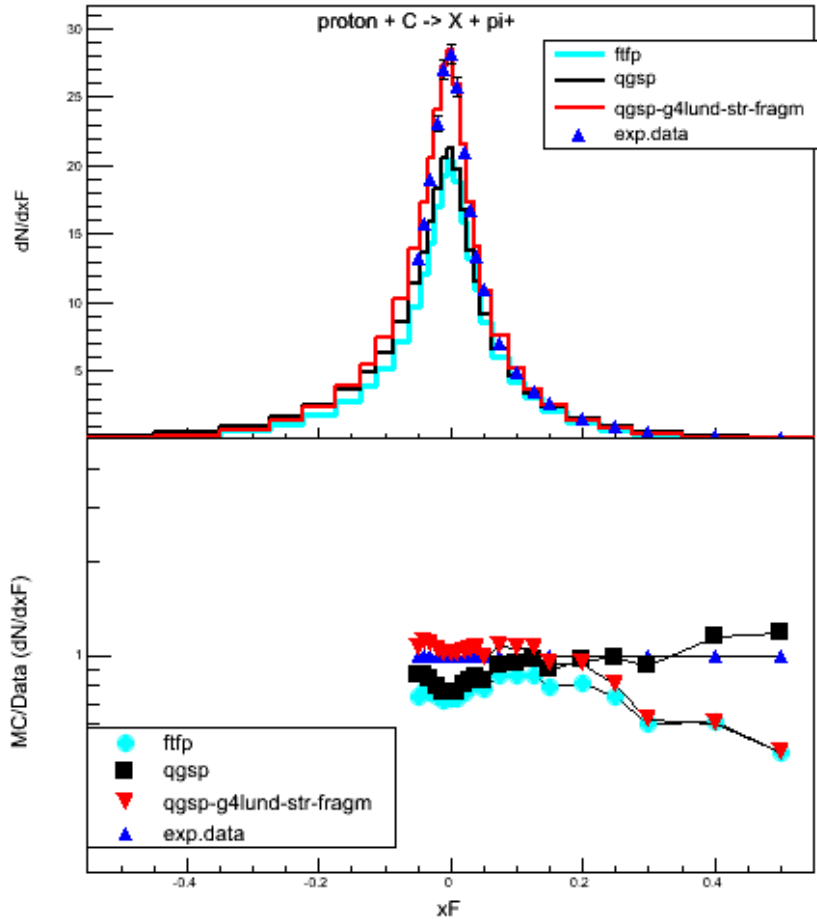 proton + C -> X + pi+
30
25
20
15
10
5
dN/dxF
ftfp
qgsp
qgsp-g4lund-str-fragm
exp.data
1
MC/Data (dN/dxF)
ftfp
qgsp
qgsp-g4lund-str-fragm
exp.data
-0.4 -0.2 0 0.2 0.4
xF